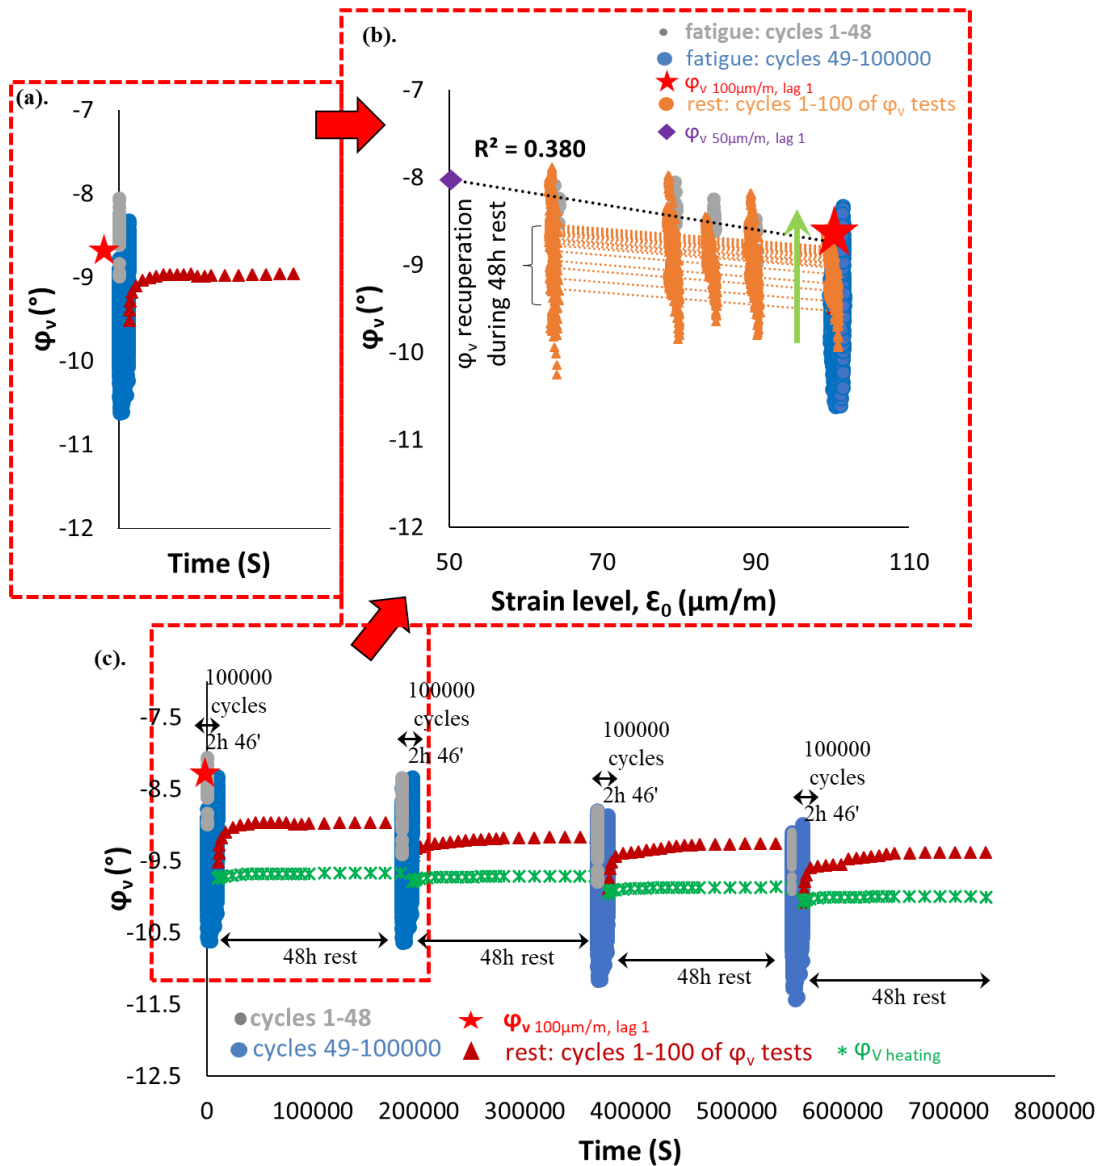 (a).
-7
-8
-9
-10
-11
-12
φv (°)
Time (S)
(b)
fatigue: cycles 1-48
fatigue: cycles 49-100000
φv 100µm/m, lag 1
rest: cycles 1-100 of φv tests
φv 50µm/m, lag 1
-7
-8
-9
-10
-11
-12
φv (°)
R² = 0.380
φv recuperation
during 48h rest
50
70
90
110
Strain level, Ɛ0 (µm/m)
(c).
-7.5
-8.5
-9.5
-10.5
-11.5
-12.5
φv (°)
100000
cycles
2h 46'
100000
cycles
2h 46'
100000
cycles
2h 46'
100000
cycles
2h 46'
48h rest
48h rest
48h rest
48h rest
cycles 1-48
φv 100µm/m, lag 1
cycles 49-100000
rest: cycles 1-100 of φv tests
φV heating
0
100000
200000
300000
400000
500000
600000
700000
800000
Time (S)